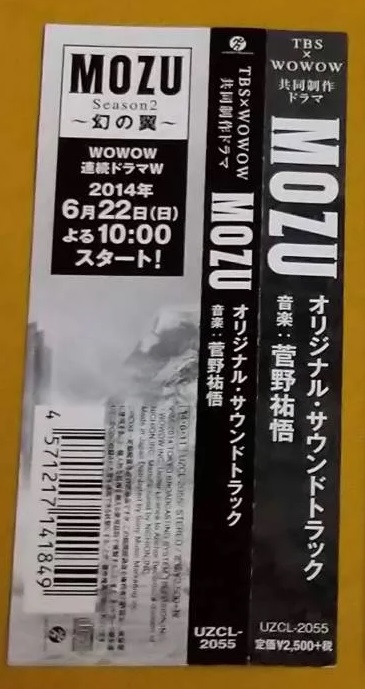 TBS
×
WOWOW
共同制作
ドラマ
MOZU
オリジナル・サウンドトラック
音楽：菅野祐悟
UZCL-2055
定価¥2,500+税
TBS×WOWOW
共同制作ドラマ
MOZU
オリジナル・サウンドトラック
音楽：菅野祐悟
UZCL-
2055
MOZU
Season2
～幻の翼～
WOWOW
連続ドラマW
2014年
6月22日(日)
よる10:00
スタート!
4 571217 141849